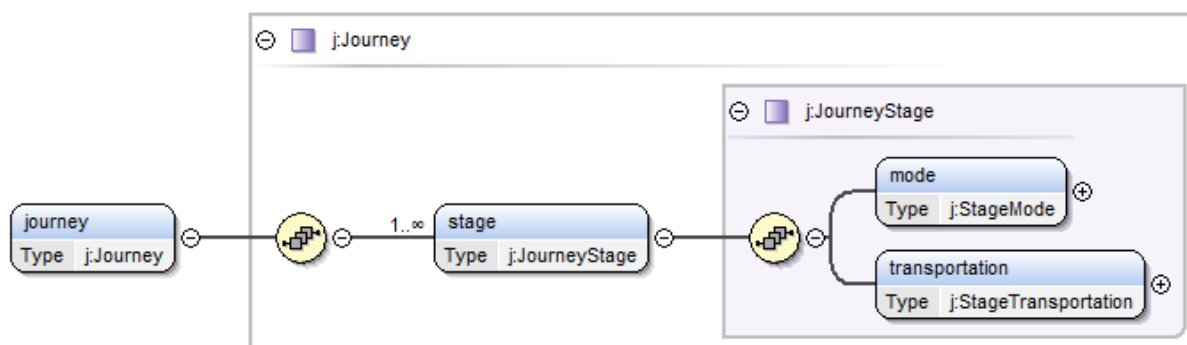 j:Journey
j:JourneyStage
mode
Type j:StageMode
journey
Type j:Journey
1..∞
stage
Type j:JourneyStage
transportation
Type j:StageTransportation